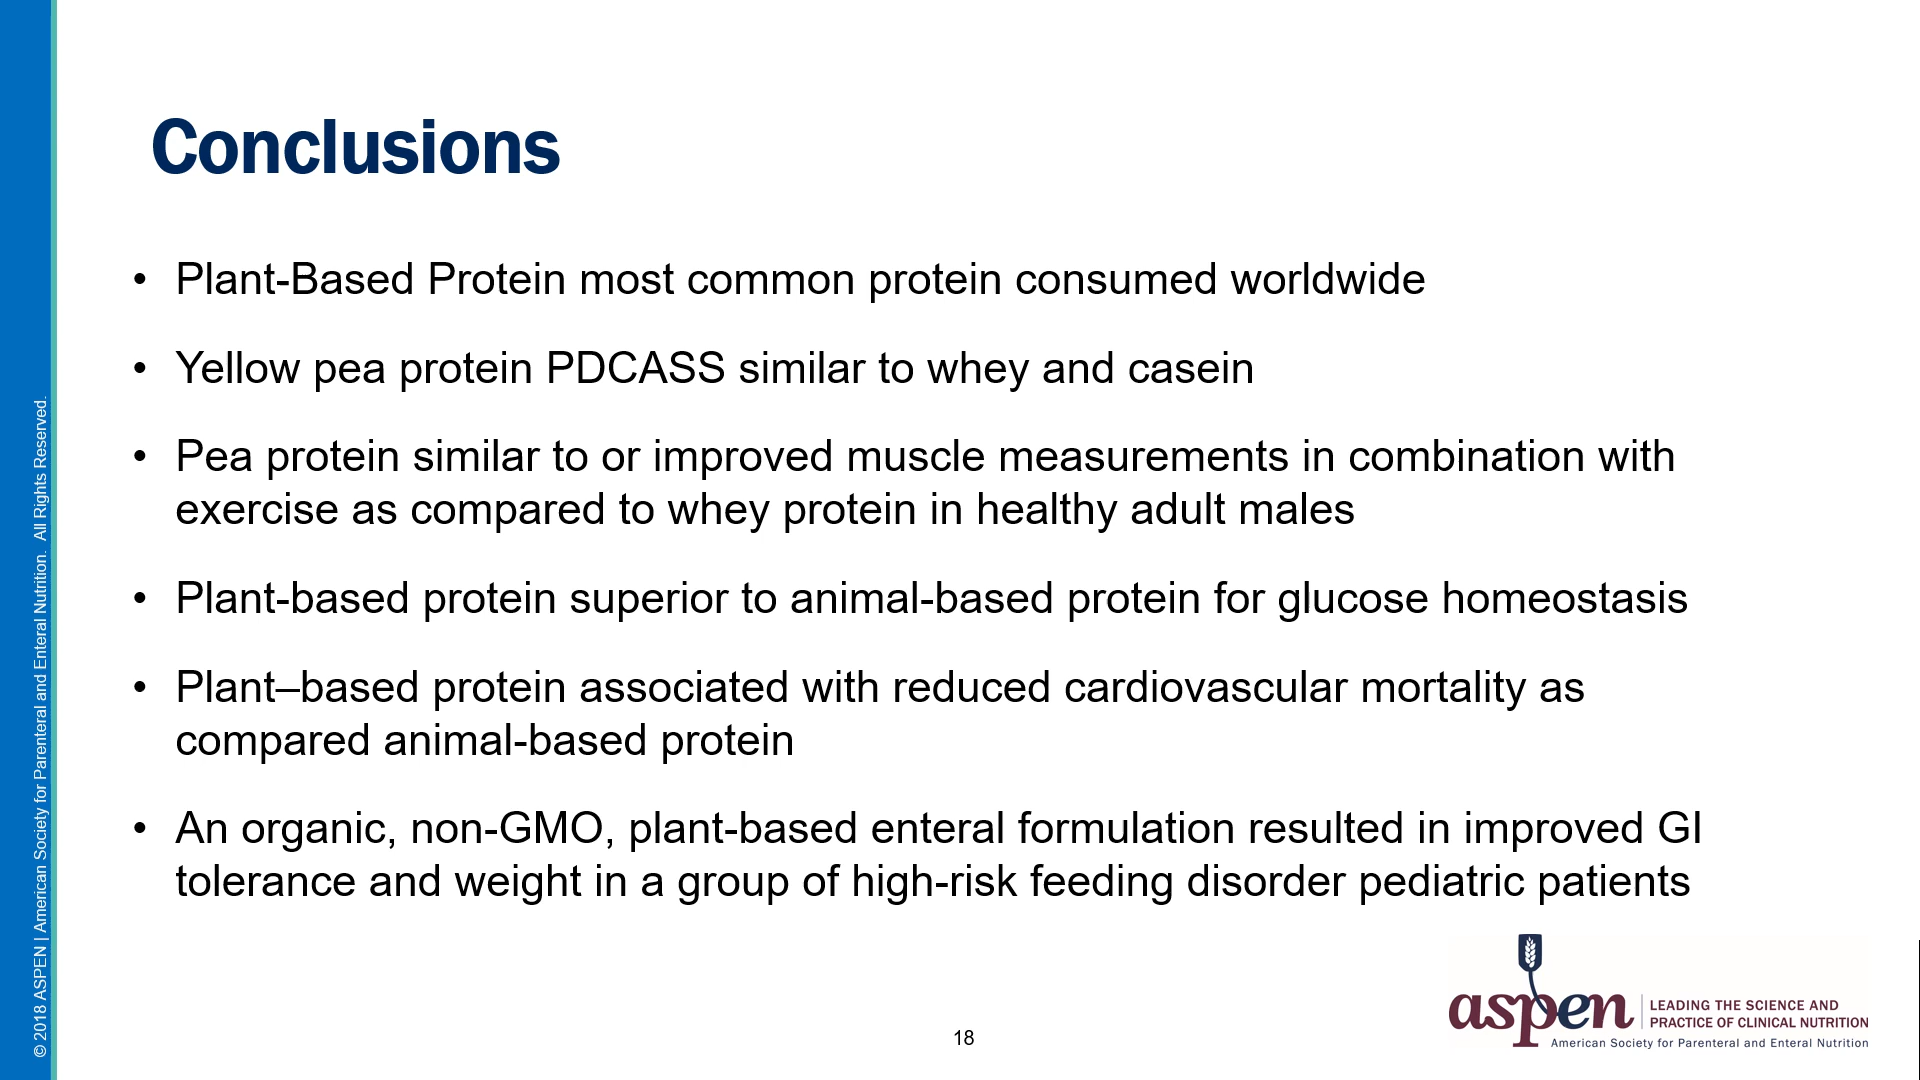 Conclusions
• Plant-Based Protein most common protein consumed worldwide
• Yellow pea protein PDCASS similar to whey and casein
• Pea protein similar to or improved muscle measurements in combination with
exercise as compared to whey protein in healthy adult males
• Plant-based protein superior to animal-based protein for glucose homeostasis
• Plant–based protein associated with reduced cardiovascular mortality as
compared animal-based protein
• An organic, non-GMO, plant-based enteral formulation resulted in improved GI
tolerance and weight in a group of high-risk feeding disorder pediatric patients
© 2018 ASPEN | American Society for Parenteral and Enteral Nutrition. All Rights Reserved.
18
aspen
LEADING THE SCIENCE AND
PRACTICE OF CLINICAL NUTRITION
American Society for Parenteral and Enteral Nutrition